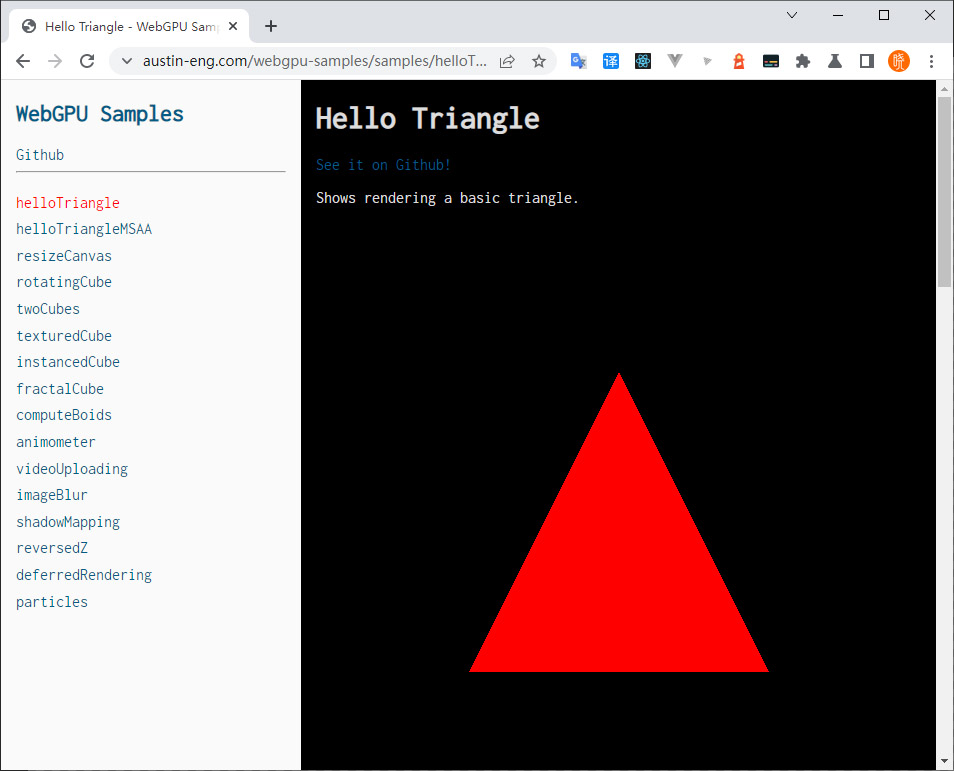 Hello Triangle - WebGPU Sam
austin-eng.com/webgpu-samples/samples/helloT...
译
晓
WebGPU Samples
Github
helloTriangle
helloTriangleMSAA
resizeCanvas
rotatingCube
twoCubes
texturedCube
instancedCube
fractalCube
computeBoids
animometer
videoUploading
imageBlur
shadowMapping
reversedZ
deferredRendering
particles
Hello Triangle
See it on Github!
Shows rendering a basic triangle.